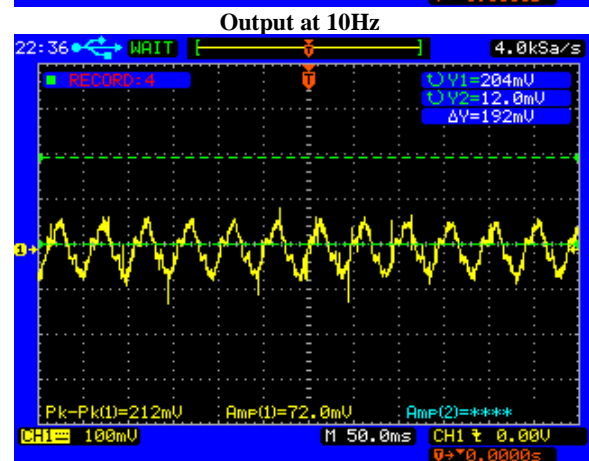 Output at 10Hz
22:36 WAIT [ T ] 4.0kSa/s
RECORD:4
T
Y1=204mV
Y2=12.0mV
ΔY=192mV
1
Pk-Pk(1)=212mV Amp(1)=72.0mV Amp(2)=****
CH1 100mV M 50.0ms CH1 0.00V
0.0000s